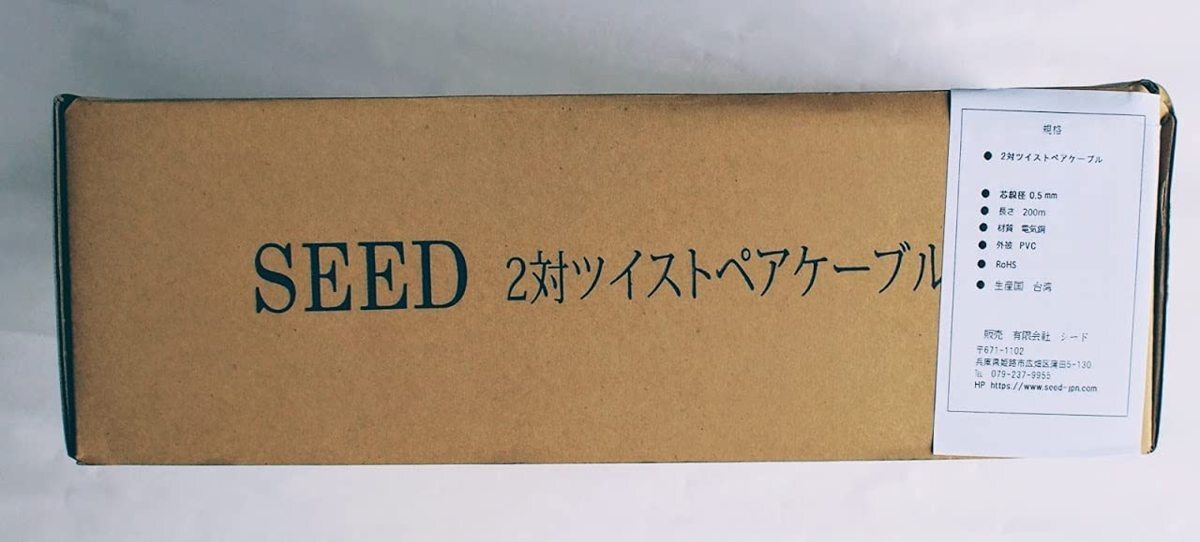 SEED 2対ツイストペアケーブル
規格
● 2対ツイストペアケーブル
● 芯線径 0.5mm
● 長さ 200m
● 材質 電気銅
● 外被 PVC
● RoHS
● 生産国 台湾
販売 有限会社 シード
〒671-1102
兵庫県姫路市広畑区蒲田5-130
℡ 079-237-9955
HP https://www.seed-jpn.com